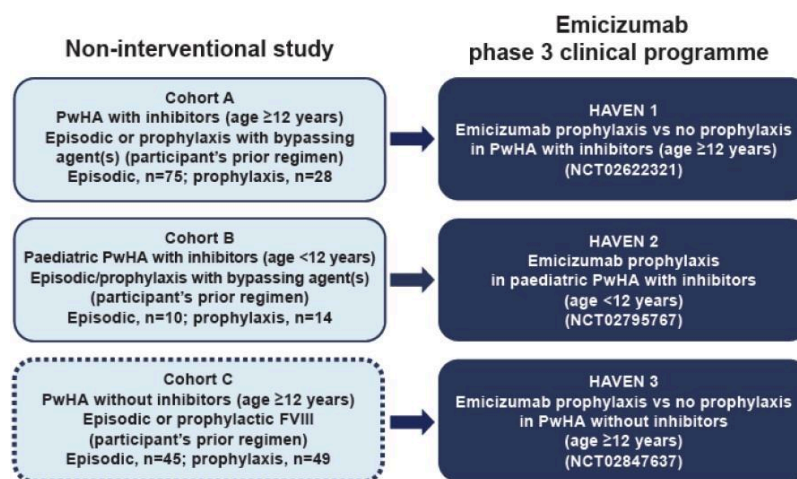 Non-interventional study
Emicizumab
phase 3 clinical programme
Cohort A
PwHA with inhibitors (age ≥12 years)
Episodic or prophylaxis with bypassing
agent(s) (participant's prior regimen)
Episodic, n=75; prophylaxis, n=28
HAVEN 1
Emicizumab prophylaxis vs no prophylaxis
in PwHA with inhibitors (age ≥12 years)
(NCT02622321)
Cohort B
Paediatric PwHA with inhibitors (age <12 years)
Episodic/prophylaxis with bypassing agent(s)
(participant's prior regimen)
Episodic, n=10; prophylaxis, n=14
HAVEN 2
Emicizumab prophylaxis
in paediatric PwHA with inhibitors
(age <12 years)
(NCT02795767)
Cohort C
PwHA without inhibitors (age ≥12 years)
Episodic or prophylactic FVIII
(participant's prior regimen)
Episodic, n=45; prophylaxis, n=49
HAVEN 3
Emicizumab prophylaxis vs no prophylaxis
in PwHA without inhibitors
(age ≥12 years)
(NCT02847637)